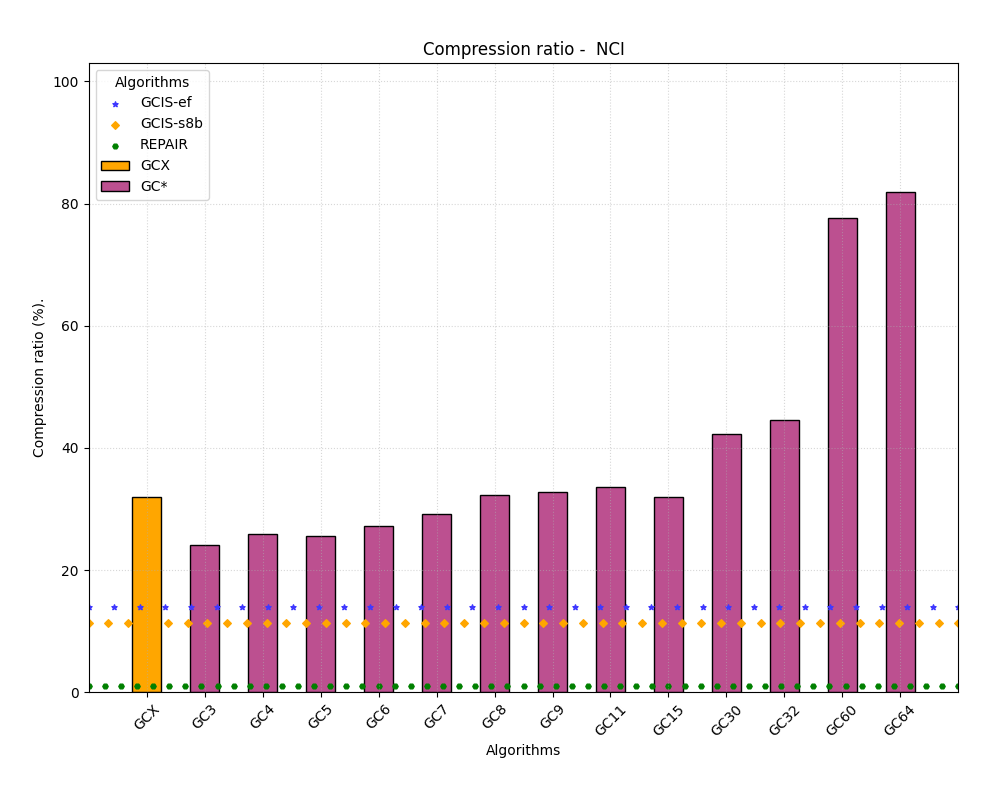 Compression ratio -  NCI
100
80
60
40
20
0
Compression ratio (%).
Algorithms
GCIS-ef
GCIS-s8b
REPAIR
GCX
GC*
GCX
GC3
GC4
GC5
GC6
GC7
GC8
GC9
GC11
GC15
GC30
GC32
GC60
GC64
Algorithms